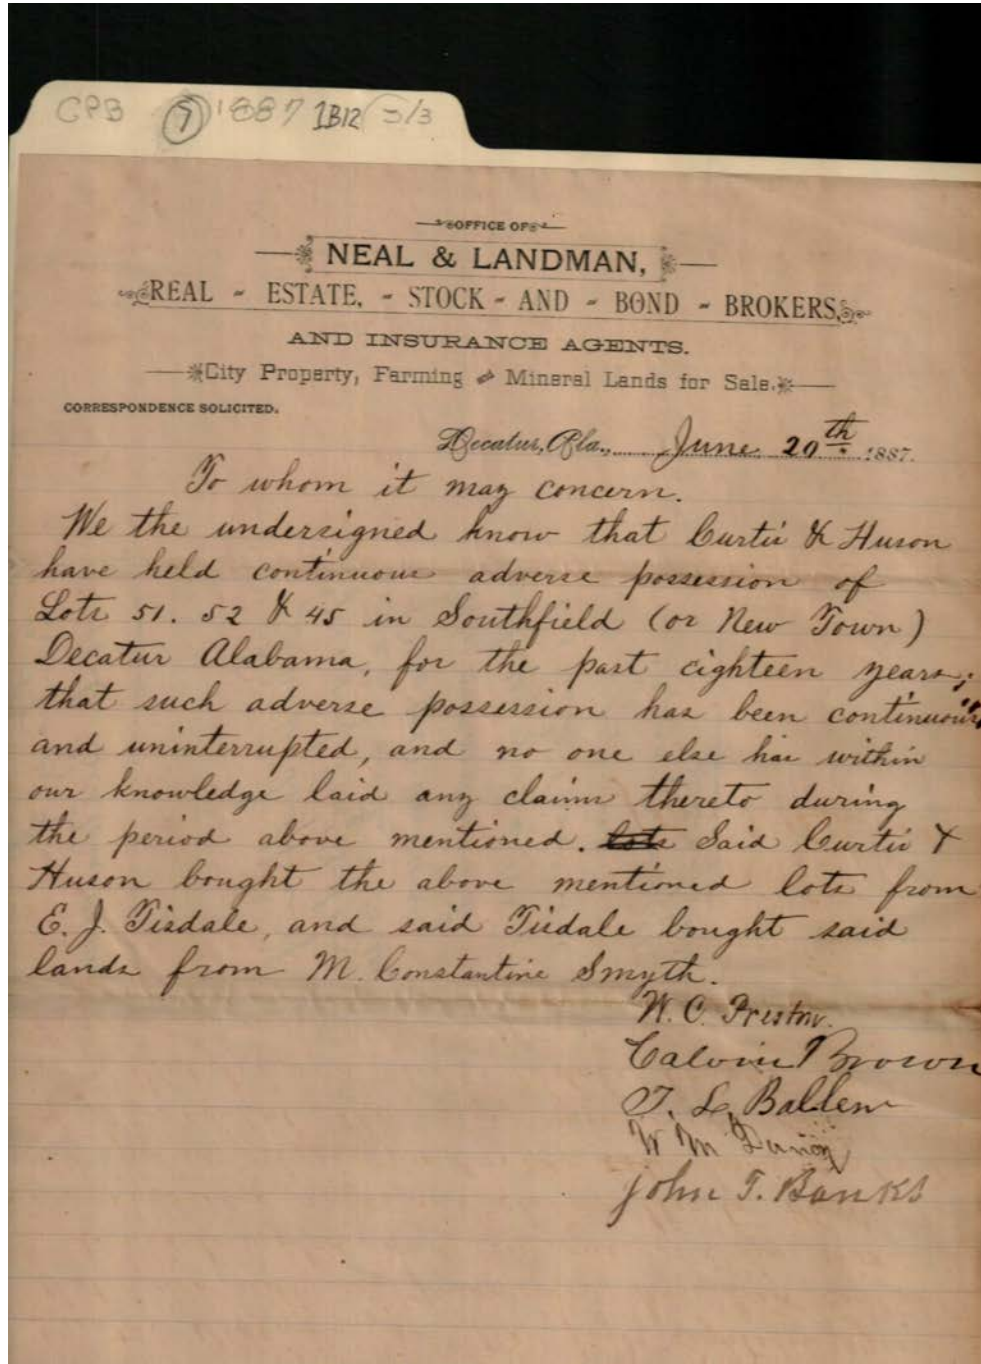 CPB 7 1887 1B12 3/3
OFFICE OF
NEAL & LANDMAN,
REAL - ESTATE, - STOCK - AND - BOND - BROKERS,
AND INSURANCE AGENTS.
City Property, Farming and Mineral Lands for Sale.
CORRESPONDENCE SOLICITED.
Decatur, Ala., June 20th 1887.
To whom it may concern.
We the undersigned know that Curtis & Huson
have held continuous adverse possession of
Lots 51. 52 & 45 in Southfield (or New Town)
Decatur Alabama, for the past eighteen years;
that such adverse possession has been continuous
and uninterrupted, and no one else has within
our knowledge laid any claim thereto during
the period above mentioned. Said Curtis &
Huson bought the above mentioned lots from
E. J. Tisdale, and said Tisdale bought said
lands from M. Constantine Smyth.
W. C. Preston.
Calvin Brown
T. L. Ballew
W M
John T. Banks